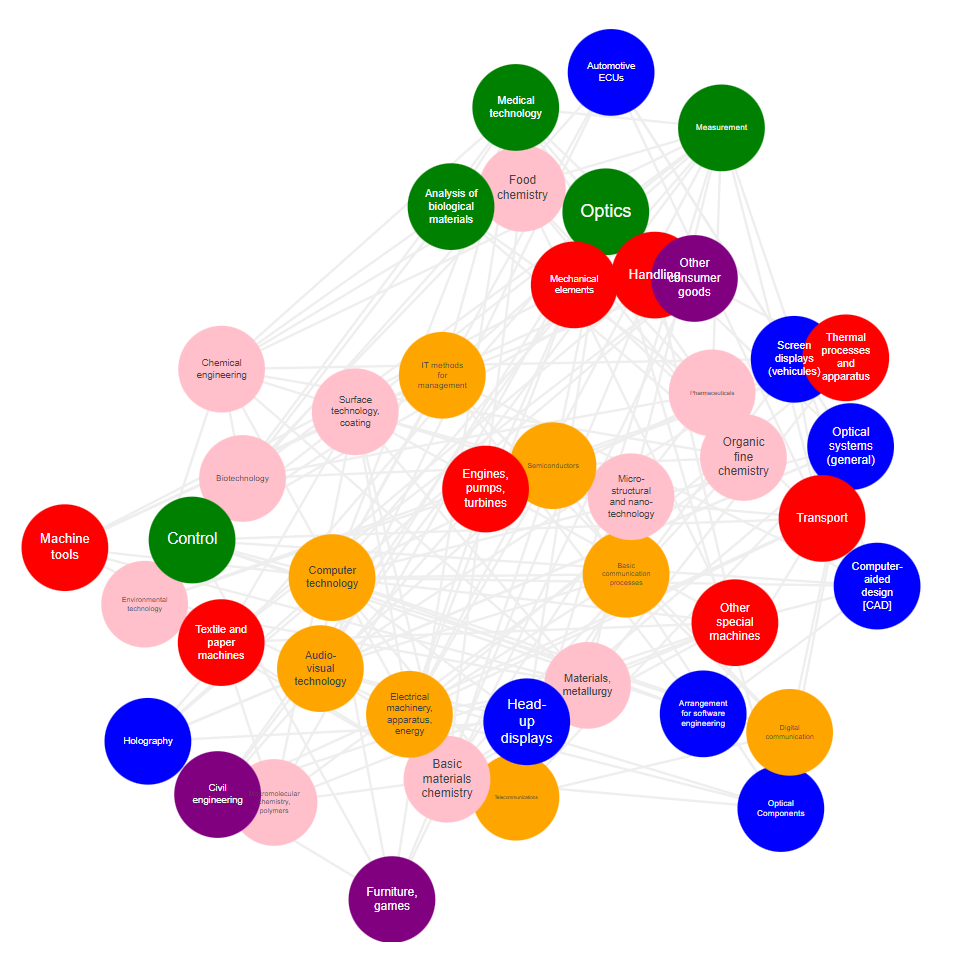 Automotive
ECUs
Medical
technology
Measurement
Food
chemistry
Analysis of
biological
materials
Optics
Mechanical
elements
Handling
Other
consumer
goods
Screen
displays
(vehicules)
Thermal
processes
and
apparatus
Chemical
engineering
IT methods
for
management
Surface
technology,
coating
Pharmaceuticals
Organic
fine
chemistry
Optical
systems
(general)
Biotechnology
Engines,
pumps,
turbines
Semiconductors
Micro-
structural
and nano-
technology
Transport
Machine
tools
Control
Computer
technology
Basic
communication
processes
Computer-
aided
design
[CAD]
Environmental
technology
Textile and
paper
machines
Other
special
machines
Audio-
visual
technology
Materials,
metallurgy
Electrical
machinery,
apparatus,
energy
Head-
up
displays
Arrangement
for software
engineering
Digital
communication
Holography
Civil
engineering
polymers
Basic
materials
chemistry
Telecommunications
Optical
Components
Furniture,
games